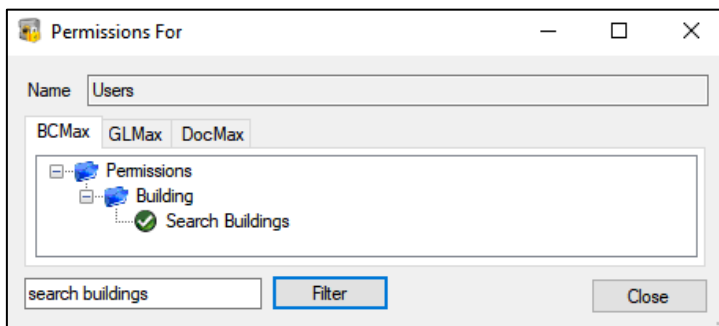 Permissions For
Name Users
BCMax GLMax DocMax
Permissions
Building
Search Buildings
search buildings Filter Close